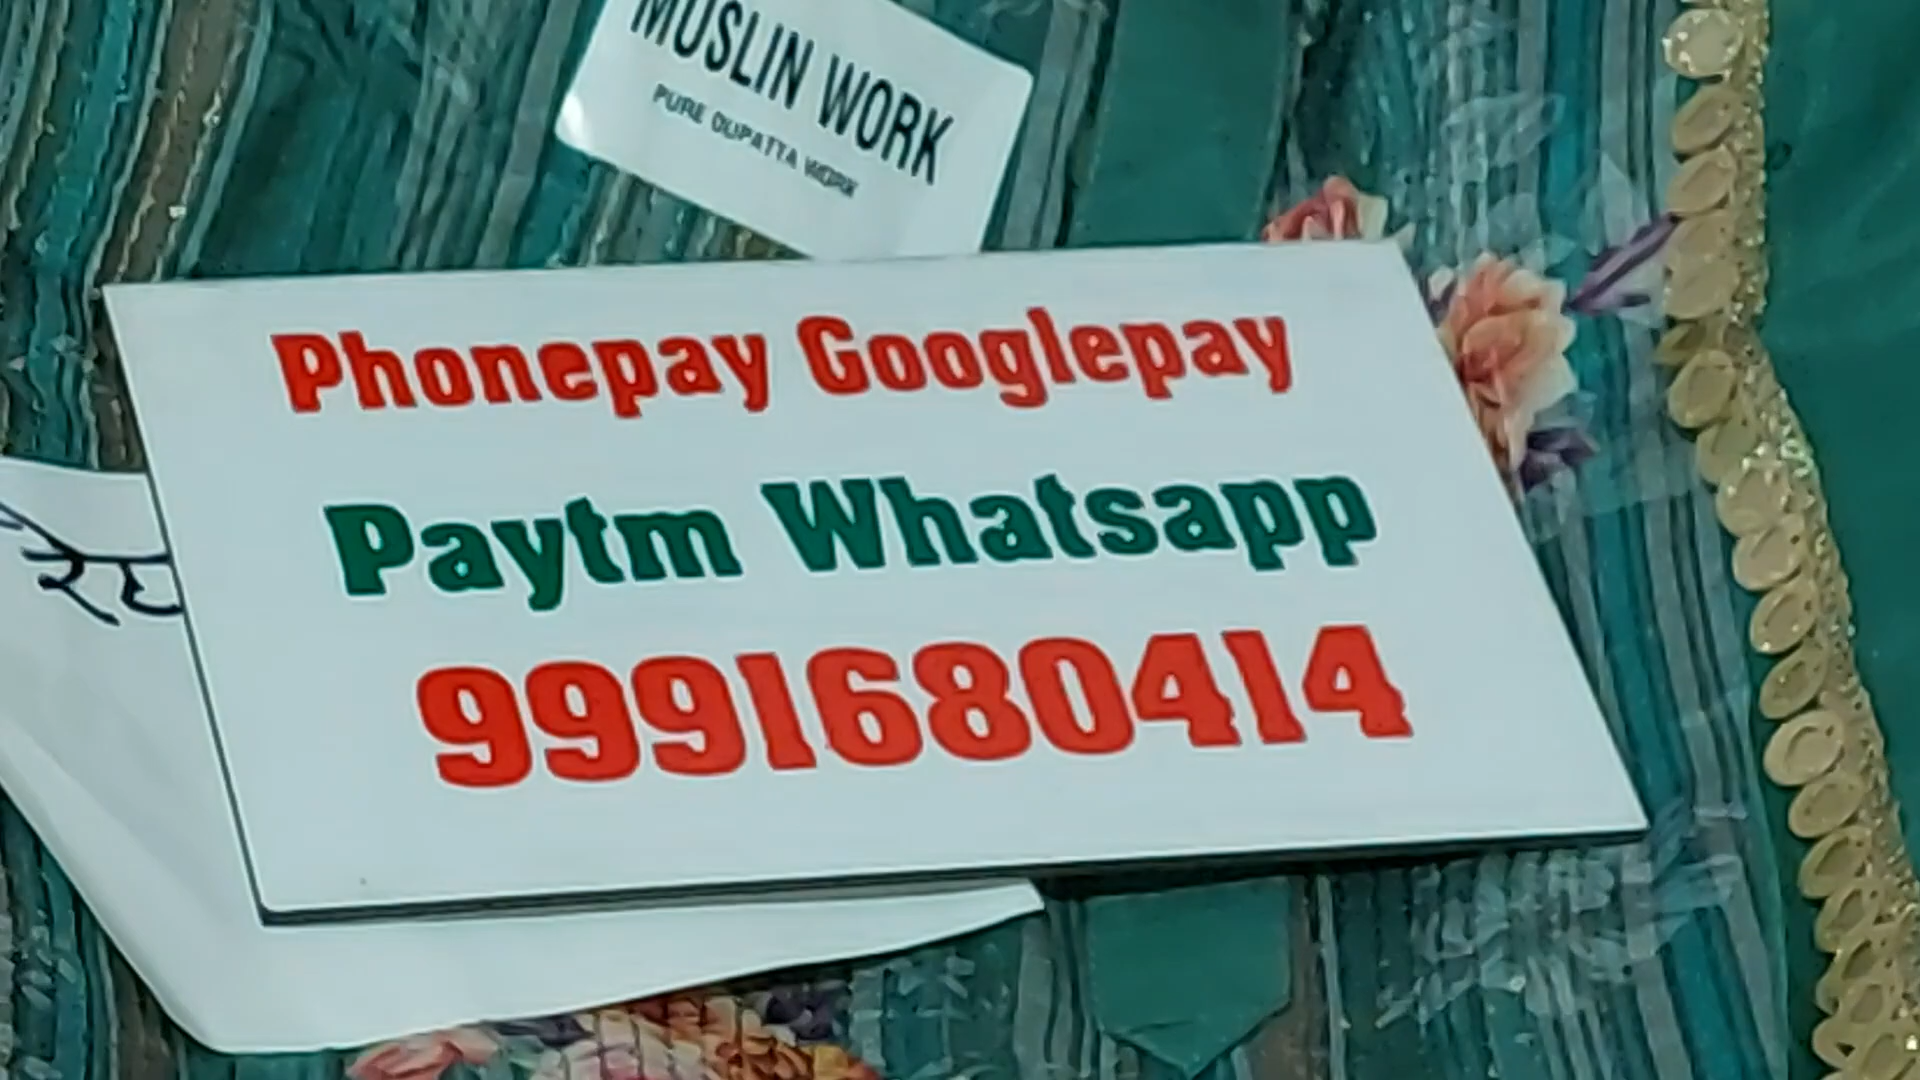 MUSLIN WORK
PURE DUPATTA WORK
Phonepay Googlepay
Paytm Whatsapp
9991680414